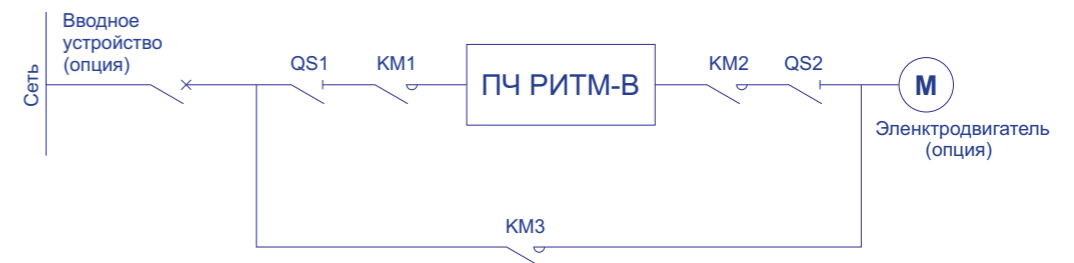 Вводное
устройство
(опция)
Сеть
QS1
KM1
ПЧ РИТМ-В
KM2
QS2
М
Эленктродвигатель
(опция)
KM3